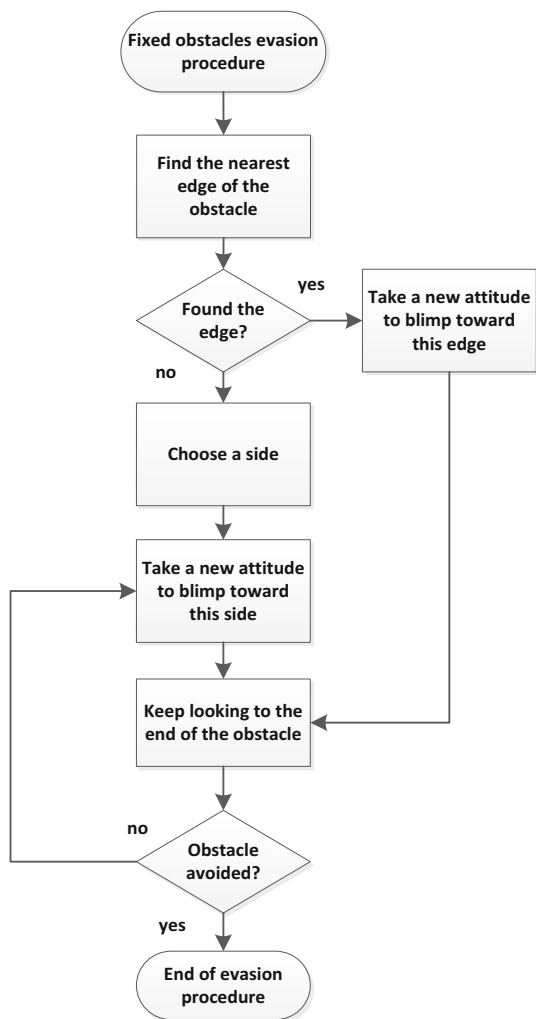 Fixed obstacles evasion
procedure
Find the nearest
edge of the
obstacle
Found the
edge?
yes
Take a new attitude
to blimp toward
this edge
no
Choose a side
Take a new attitude
to blimp toward
this side
Keep looking to the
end of the obstacle
no
Obstacle
avoided?
yes
End of evasion
procedure